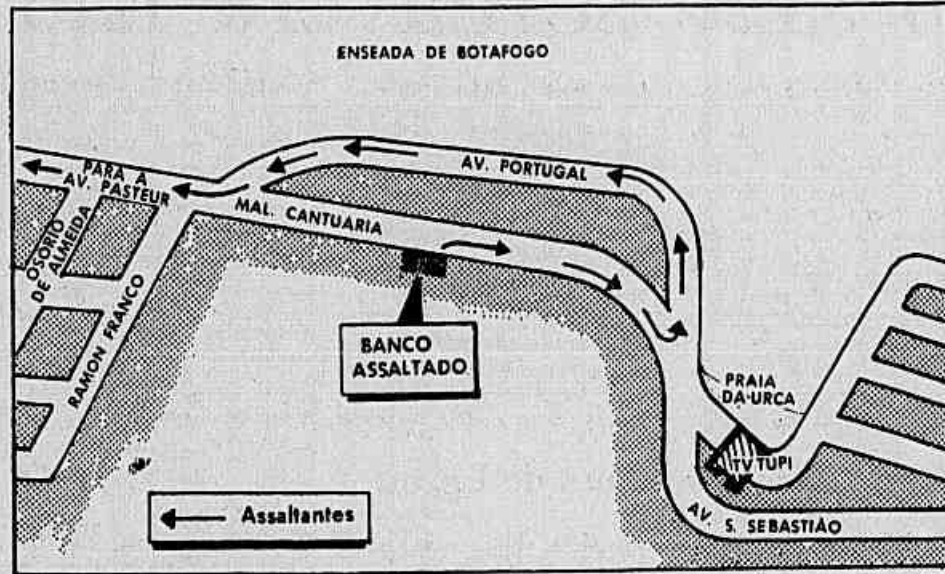 ENSEADA DE BOTAFOGO
AV. PORTUGAL
PARA A
AV. PASTEUR
MAL. CANTUARIA
OSORIO
DE ALMEIDA
RAMON FRANCO
BANCO
ASSALTADO
PRAIA
DA URCA
TV TUPI
AV. S. SEBASTIÃO
Assaltantes